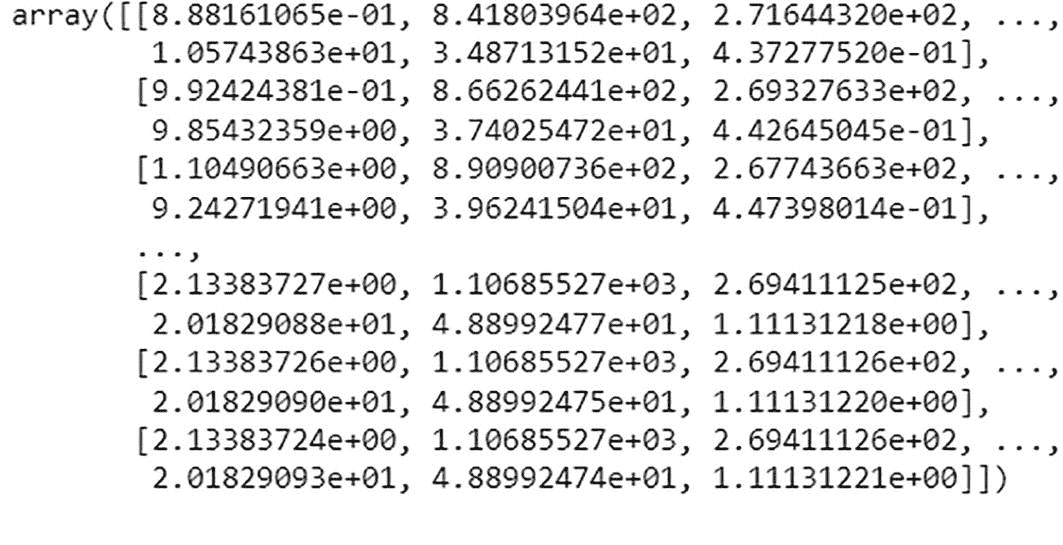 array([[8.88161065e-01, 8.41803964e+02, 2.71644320e+02, ...,
1.05743863e+01, 3.48713152e+01, 4.37277520e-01],
[9.92424381e-01, 8.66262441e+02, 2.69327633e+02, ...,
9.85432359e+00, 3.74025472e+01, 4.42645045e-01],
[1.10490663e+00, 8.90900736e+02, 2.67743663e+02, ...,
9.24271941e+00, 3.96241504e+01, 4.47398014e-01],
...,
[2.13383727e+00, 1.10685527e+03, 2.69411125e+02, ...,
2.01829088e+01, 4.88992477e+01, 1.11131218e+00],
[2.13383726e+00, 1.10685527e+03, 2.69411126e+02, ...,
2.01829090e+01, 4.88992475e+01, 1.11131220e+00],
[2.13383724e+00, 1.10685527e+03, 2.69411126e+02, ...,
2.01829093e+01, 4.88992474e+01, 1.11131221e+00]])